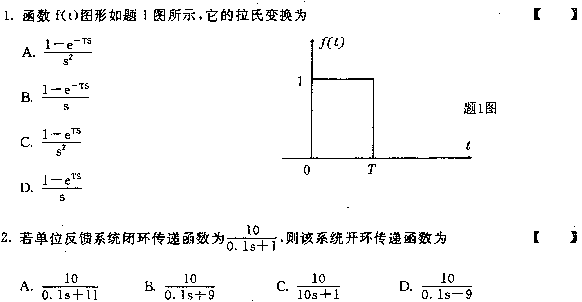 1. 函数 f(t)图形如题 1 图所示,它的拉氏变换为 【 】
A. \frac{1-e^{-TS}}{s^2}
B. \frac{1-e^{-TS}}{s}
C. \frac{1-e^{TS}}{s^2}
D. \frac{1-e^{TS}}{s}
f(t)
1
0 T t
题1图
2. 若单位反馈系统闭环传递函数为\frac{10}{0.1s+1},则该系统开环传递函数为 【 】
A. \frac{10}{0.1s+11} B. \frac{10}{0.1s+9} C. \frac{10}{10s+1} D. \frac{10}{0.1s-9}